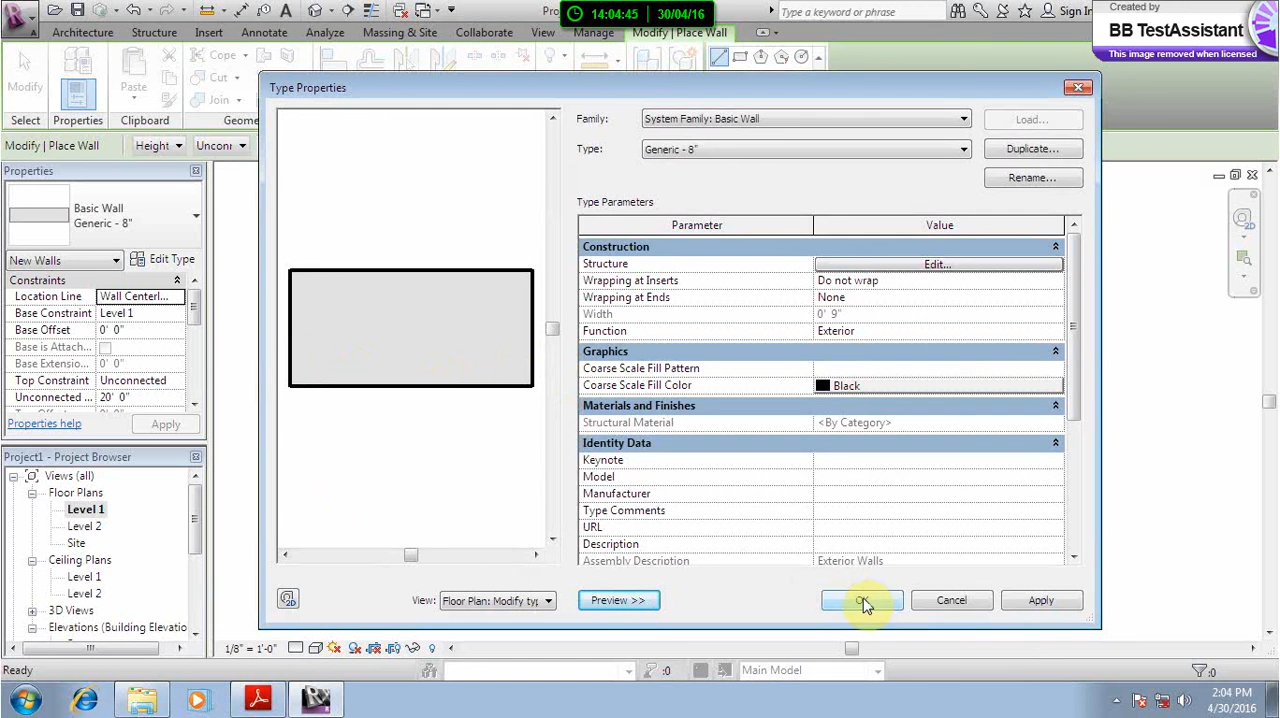 14:04:45 30/04/16
Type a keyword or phrase
Sign In
Created by
BB TestAssistant
This image removed when licensed
Architecture Structure Insert Annotate Analyze Massing & Site Collaborate View Manage Modify | Place Wall
Modify
Paste
Cope
Cut
Join
Select Properties Clipboard
Modify | Place Wall Height
Type Properties
Family: System Family: Basic Wall Load...
Type: Generic - 8" Duplicate...
Rename...
Type Parameters
Parameter Value
Construction
Structure Edit...
Wrapping at Inserts Do not wrap
Wrapping at Ends None
Width 0' 9"
Function Exterior
Graphics
Coarse Scale Fill Pattern
Coarse Scale Fill Color Black
Materials and Finishes
Structural Material <By Category>
Identity Data
Keynote
Model
Manufacturer
Type Comments
URL
Description
Assembly Description Exterior Walls
View: Floor Plan: Modify Preview >> Cancel Apply
Properties
Basic Wall
Generic - 8"
New Walls Edit Type
Constraints
Location Line Wall Centerl...
Base Constraint Level 1
Base Offset 0' 0"
Base is Attach...
Base Extensio... 0' 0"
Top Constraint Unconnected
Unconnected ... 20' 0"
Properties help Apply
Project1 - Project Browser
Views (all)
Floor Plans
Level 1
Level 2
Site
Ceiling Plans
Level 1
Level 2
3D Views
Elevations (Building Elevatio
1/8" = 1'-0"
Ready
:0
Main Model
:0
2:04 PM
4/30/2016